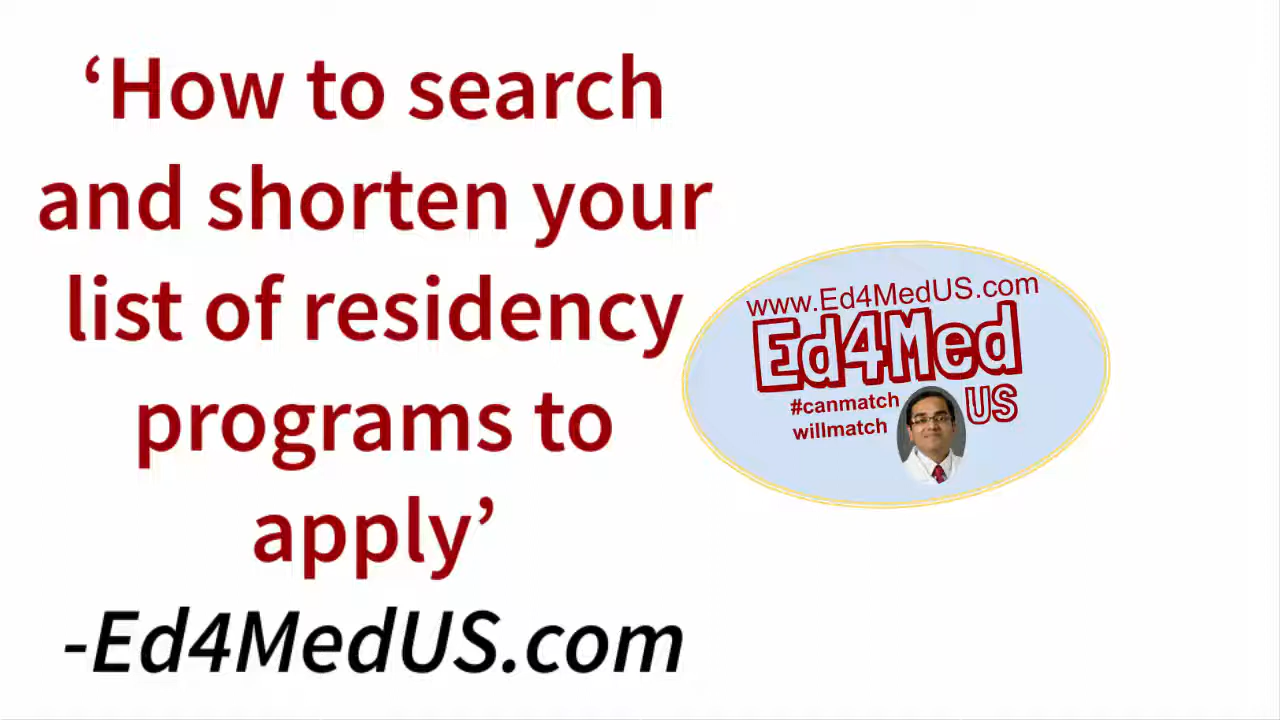 ‘How to search
and shorten your
list of residency
programs to
apply’
-Ed4MedUS.com
www.Ed4MedUS.com
Ed4Med
US
#canmatch
willmatch